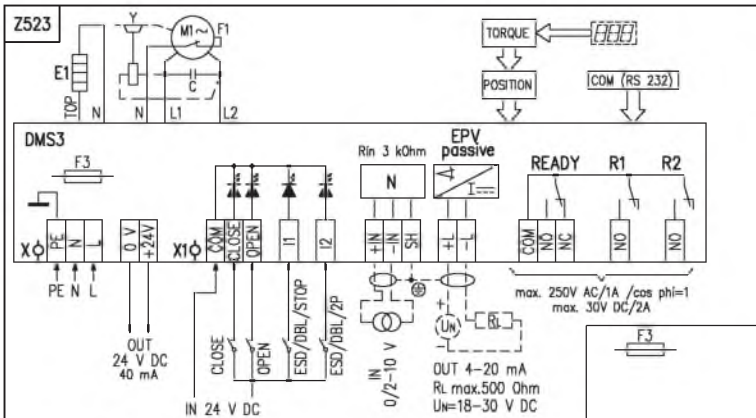 Z523
Y
M1~
F1
TORQUE
E1
C
POSITION
COM (RS 232)
TOP
N
N
L1
L2
DMS3
F3
Rin 3 kOhm
N
EPV
passive
I
READY
R1
R2
X
PE
N
L
0 V
+24V
X1
COM
CLOSE
OPEN
I1
I2
+IN
-IN
SH
+L
-L
COM
NO
NC
NO
NO
PE N L
OUT
24 V DC
40 mA
CLOSE
OPEN
ESD/DBL/STOP
ESD/DBL/2P
IN 24 V DC
IN
0/2-10 V
+
UN
-
RL
OUT 4-20 mA
RL max.500 Ohm
UN=18-30 V DC
max. 250V AC/1A /cos phi=1
max. 30V DC/2A
F3